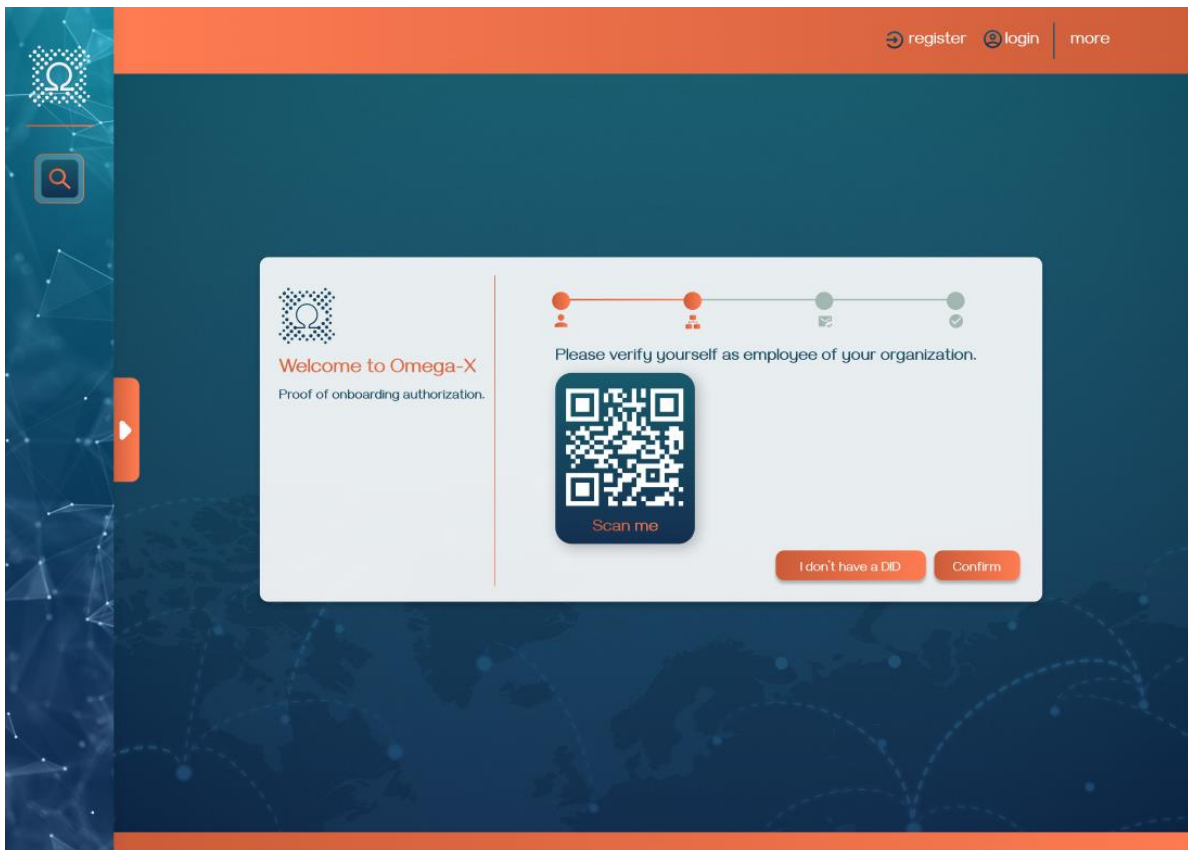 register login more
Ω
Welcome to Omega-X
Proof of onboarding authorization.
Please verify yourself as employee of your organization.
Scan me
I don't have a DID Confirm